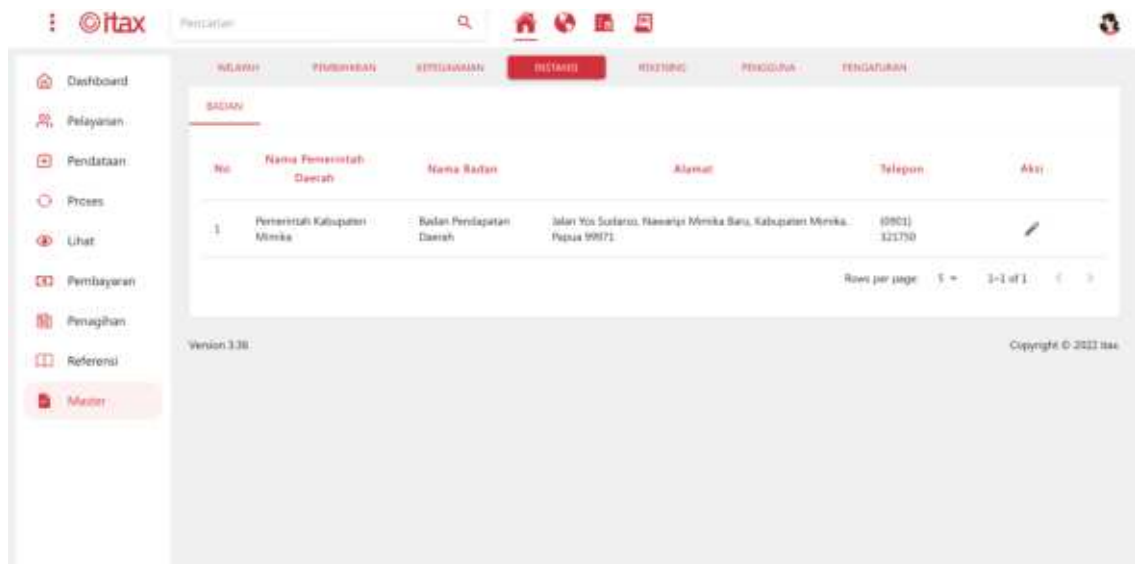 itax
Pencarian
Dashboard
Pelayanan
Pendataan
Proses
Lihat
Pembayaran
Penagihan
Referensi
Master
WILAYAH PEMBAYARAN KEPEGAWAIAN INSTANSI REKENING PENGGUNA PENGATURAN
BADAN
No Nama Pemerintah Daerah Nama Badan Alamat Telepon Aksi
1 Pemerintah Kabupaten Badan Pendapatan Jalan Yos Sudarso, Nawaripi Mimika Baru, Kabupaten Mimika, (0901)
Mimika Daerah Papua 99971 321750
Rows per page: 5 1-1 of 1
Version 3.36 Copyright © 2022 Itax